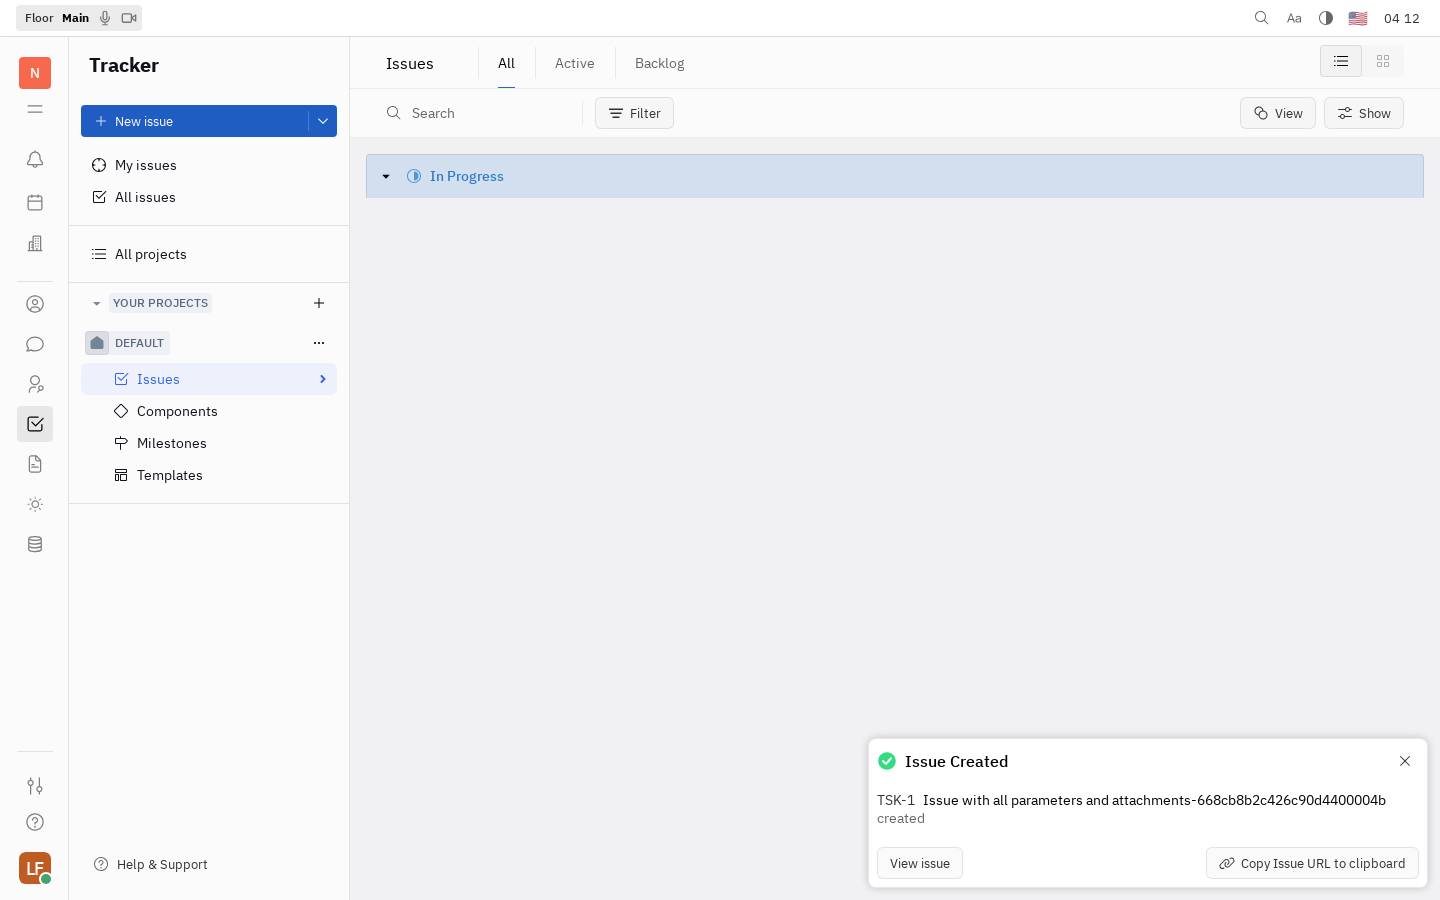 Floor Main
Aa
04 12
N
Tracker
New issue
My issues
All issues
All projects
YOUR PROJECTS
DEFAULT
Issues
Components
Milestones
Templates
Help & Support
LF
Issues
All
Active
Backlog
Search
Filter
View
Show
In Progress
Issue Created
TSK-1 Issue with all parameters and attachments-668cb8b2c426c90d4400004b
created
View issue
Copy Issue URL to clipboard